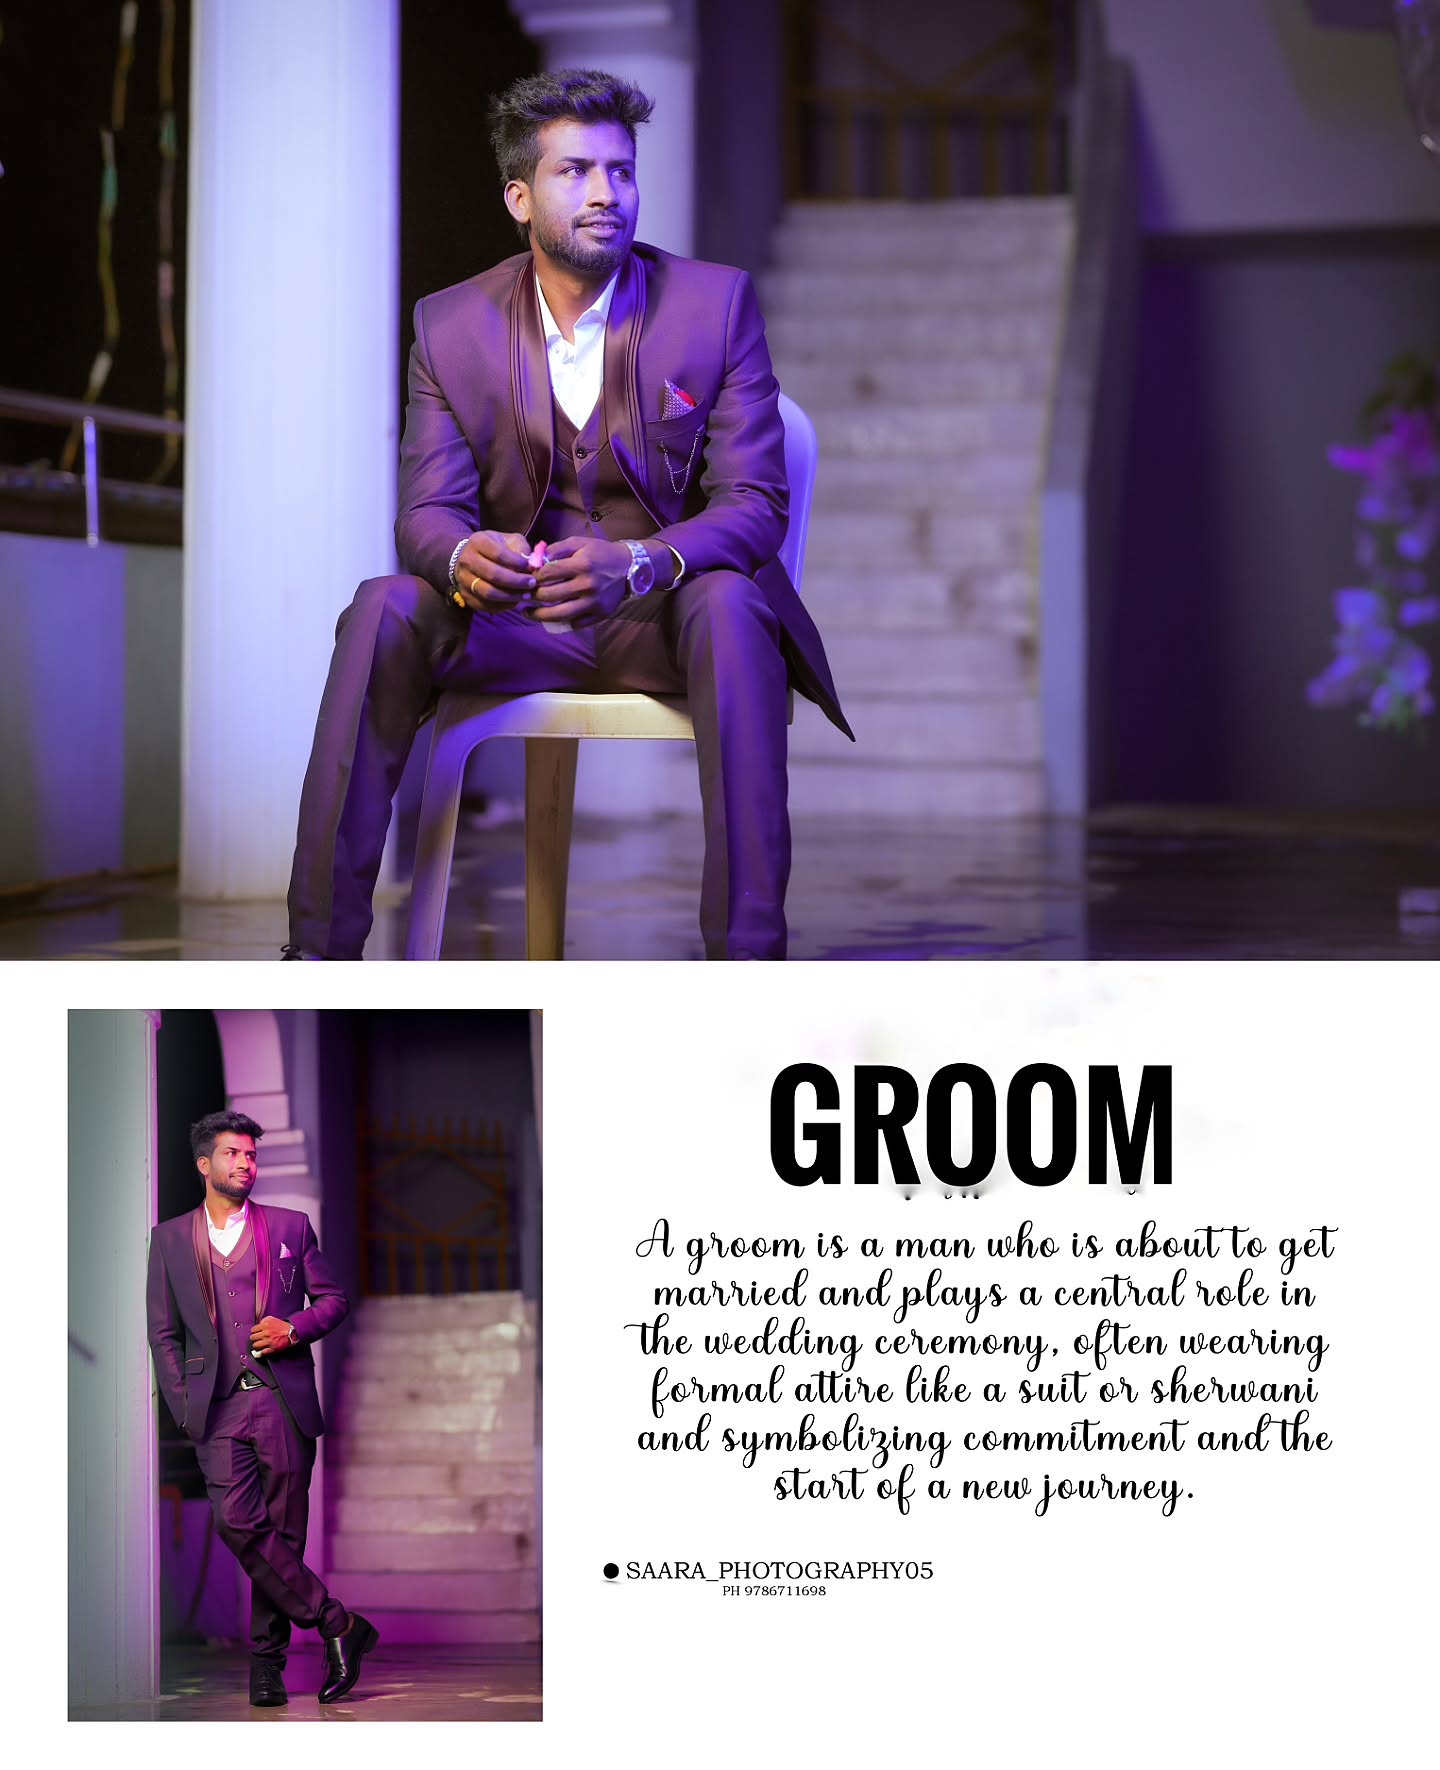 GROOM
A groom is a man who is about to get
married and plays a central role in
the wedding ceremony, often wearing
formal attire like a suit or sherwani
and symbolizing commitment and the
start of a new journey.
SAARA_PHOTOGRAPHY05
PH 9786711698